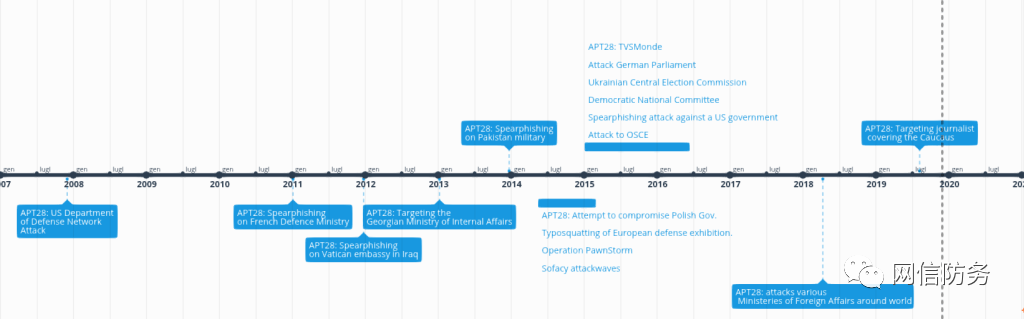 APT28: TVSMonde
Attack German Parliament
Ukrainian Central Election Commission
Democratic National Committee
Spearphishing attack against a US government
Attack to OSCE
APT28: Spearphishing
on Pakistan military
APT28: Targeting journalist
covering the Caucius
gen lugl gen lugl gen lugl gen lugl gen lugl gen lugl gen lugl gen lugl gen lugl gen lugl gen lugl gen lugl gen lugl gen lugl
07 2008 2009 2010 2011 2012 2013 2014 2015 2016 2017 2018 2019 2020 202
APT28: US Department
of Defense Network
Attack
APT28: Spearphishing
on French Defence Ministry
APT28: Targeting the
Georgian Ministry of Internal Affairs
APT28: Spearphishing
on Vatican embassy in Iraq
APT28: Attempt to compromise Polish Gov.
Typosquatting of European defense exhibition.
Operation PawnStorm
Sofacy attackwaves
APT28: attacks various
Ministeries of Foreign Affairs around world
网信防务